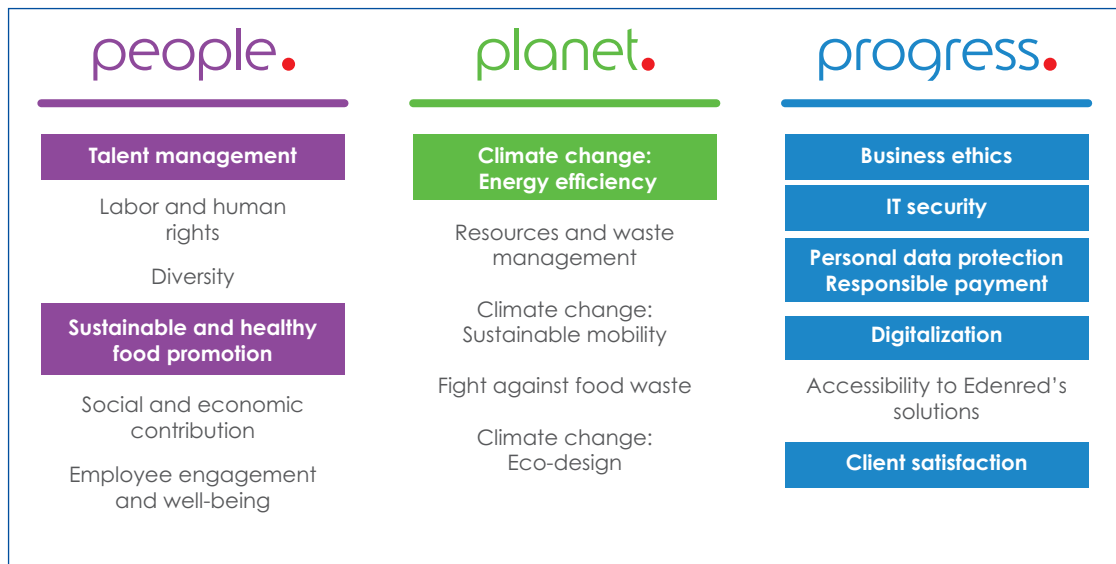 people.
Talent management
Labor and human
rights
Diversity
Sustainable and healthy
food promotion
Social and economic
contribution
Employee engagement
and well-being
planet.
Climate change:
Energy efficiency
Resources and waste
management
Climate change:
Sustainable mobility
Fight against food waste
Climate change:
Eco-design
progress.
Business ethics
IT security
Personal data protection
Responsible payment
Digitalization
Accessibility to Edenred’s
solutions
Client satisfaction